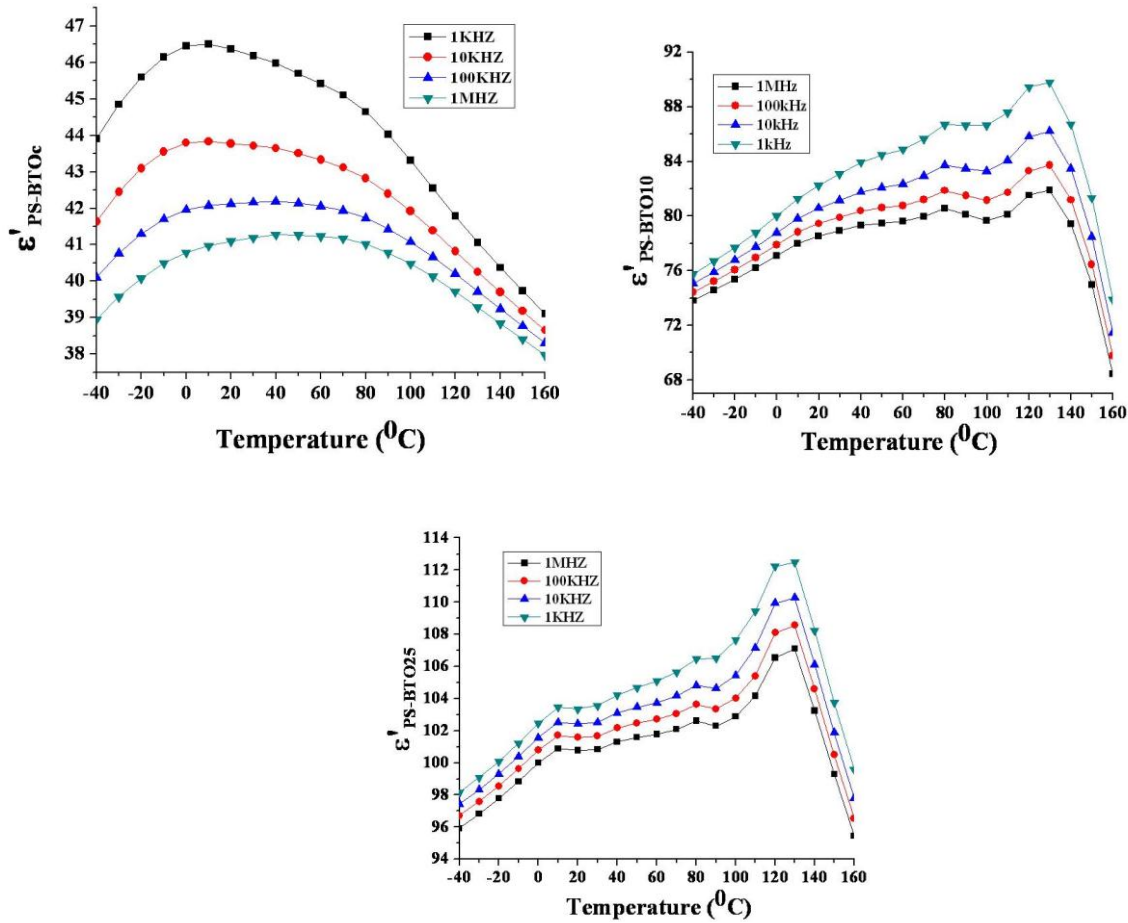 ε'PS-BTOc
47
46
45
44
43
42
41
40
39
38
-40 -20 0 20 40 60 80 100 120 140 160
Temperature (⁰C)
1KHZ
10KHZ
100KHZ
1MHZ
ε'PS-BTO10
92
88
84
80
76
72
68
-40 -20 0 20 40 60 80 100 120 140 160
Temperature (⁰C)
1MHz
100kHz
10kHz
1kHz
ε'PS-BTO25
114
112
110
108
106
104
102
100
98
96
94
-40 -20 0 20 40 60 80 100 120 140 160
Temperature (⁰C)
1MHZ
100KHZ
10KHZ
1KHZ